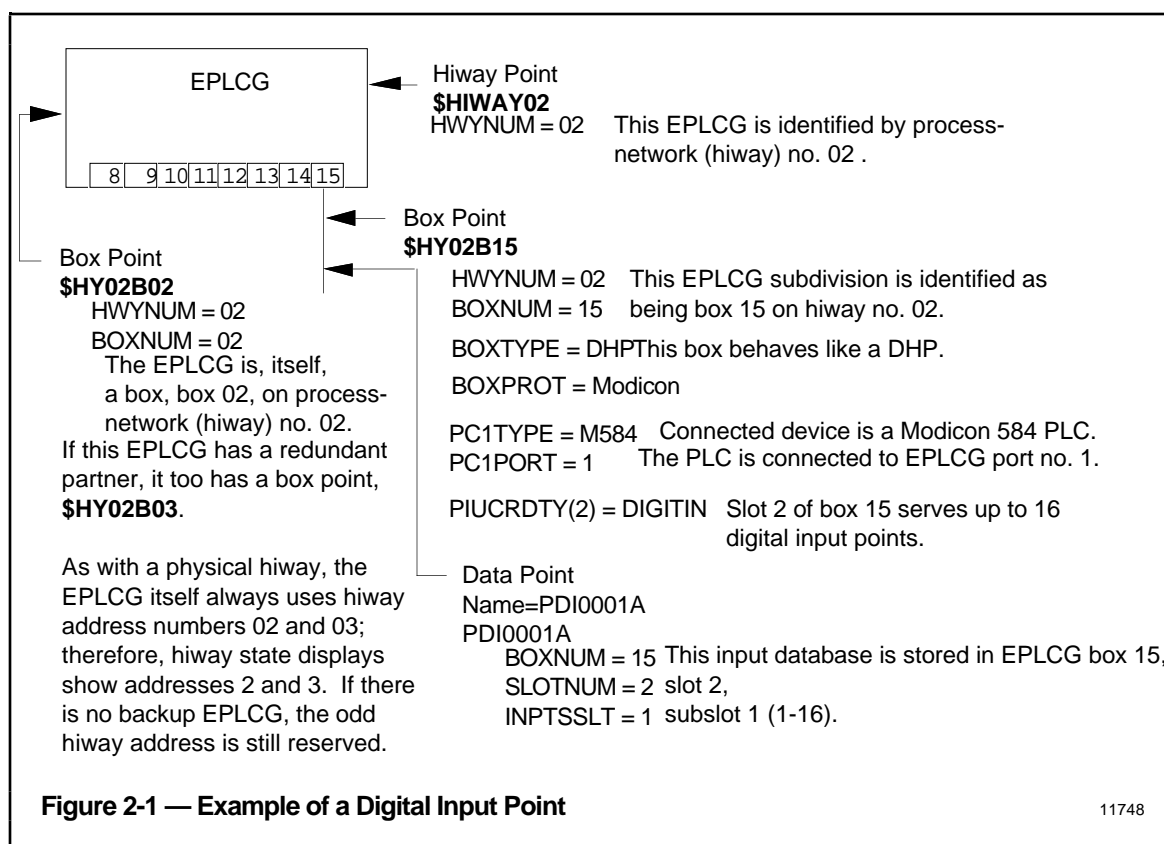 EPLCG
8 9 10 11 12 13 14 15
Hiway Point
$HIWAY02
HWYNUM = 02 This EPLCG is identified by process-
network (hiway) no. 02 .
Box Point
$HY02B02
HWYNUM = 02
BOXNUM = 02
The EPLCG is, itself,
a box, box 02, on process-
network (hiway) no. 02.
If this EPLCG has a redundant
partner, it too has a box point,
$HY02B03.
As with a physical hiway, the
EPLCG itself always uses hiway
address numbers 02 and 03;
therefore, hiway state displays
show addresses 2 and 3. If there
is no backup EPLCG, the odd
hiway address is still reserved.
Box Point
$HY02B15
HWYNUM = 02 This EPLCG subdivision is identified as
BOXNUM = 15 being box 15 on hiway no. 02.
BOXTYPE = DHPThis box behaves like a DHP.
BOXPROT = Modicon
PC1TYPE = M584 Connected device is a Modicon 584 PLC.
PC1PORT = 1 The PLC is connected to EPLCG port no. 1.
PIUCRDTY(2) = DIGITIN Slot 2 of box 15 serves up to 16
digital input points.
Data Point
Name=PDI0001A
PDI0001A
BOXNUM = 15 This input database is stored in EPLCG box 15,
SLOTNUM = 2 slot 2,
INPTSSLT = 1 subslot 1 (1-16).
Figure 2-1 — Example of a Digital Input Point
11748